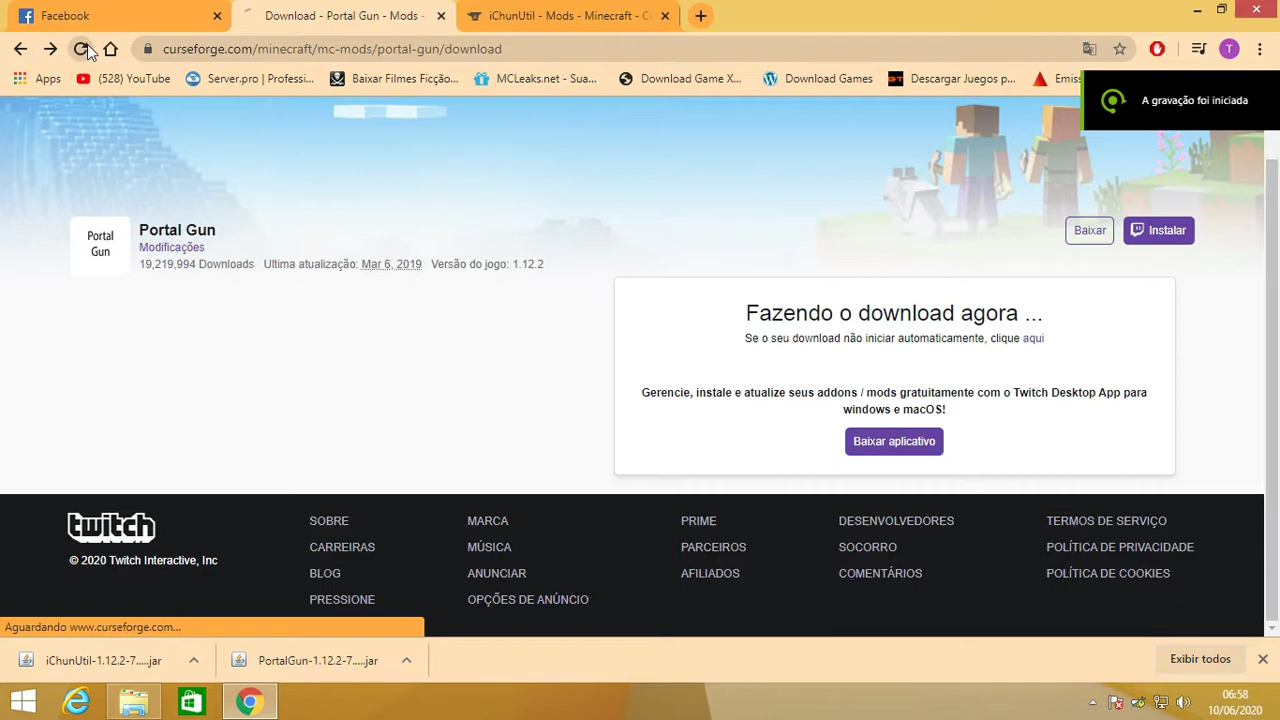 Facebook
Download - Portal Gun - Mods -
iChunUtil - Mods - Minecraft - C
curseforge.com/minecraft/mc-mods/portal-gun/download
T
Apps
(528) YouTube
Server.pro | Professi...
Baixar Filmes Ficção...
MCLeaks.net - Sua...
Download Game X...
Download Games
Descargar Juegos p...
Emis
A gravação foi iniciada
Portal
Gun
Portal Gun
Modificações
19,219,994 Downloads Ultima atualização: Mar 6, 2019 Versão do jogo: 1.12.2
Baixar
Instalar
Fazendo o download agora ...
Se o seu download não iniciar automaticamente, clique aqui
Gerencie, instale e atualize seus addons / mods gratuitamente com o Twitch Desktop App para
windows e macOS!
Baixar aplicativo
twitch
© 2020 Twitch Interactive, Inc
SOBRE
CARREIRAS
BLOG
PRESSIONE
MARCA
MÚSICA
ANUNCIAR
OPÇÕES DE ANÚNCIO
PRIME
PARCEIROS
AFILIADOS
DESENVOLVEDORES
SOCORRO
COMENTÁRIOS
TERMOS DE SERVIÇO
POLÍTICA DE PRIVACIDADE
POLÍTICA DE COOKIES
Aguardando www.curseforge.com...
iChunUtil-1.12.2-7.....jar
PortalGun-1.12.2-7.....jar
Exibir todos
06:58
10/06/2020